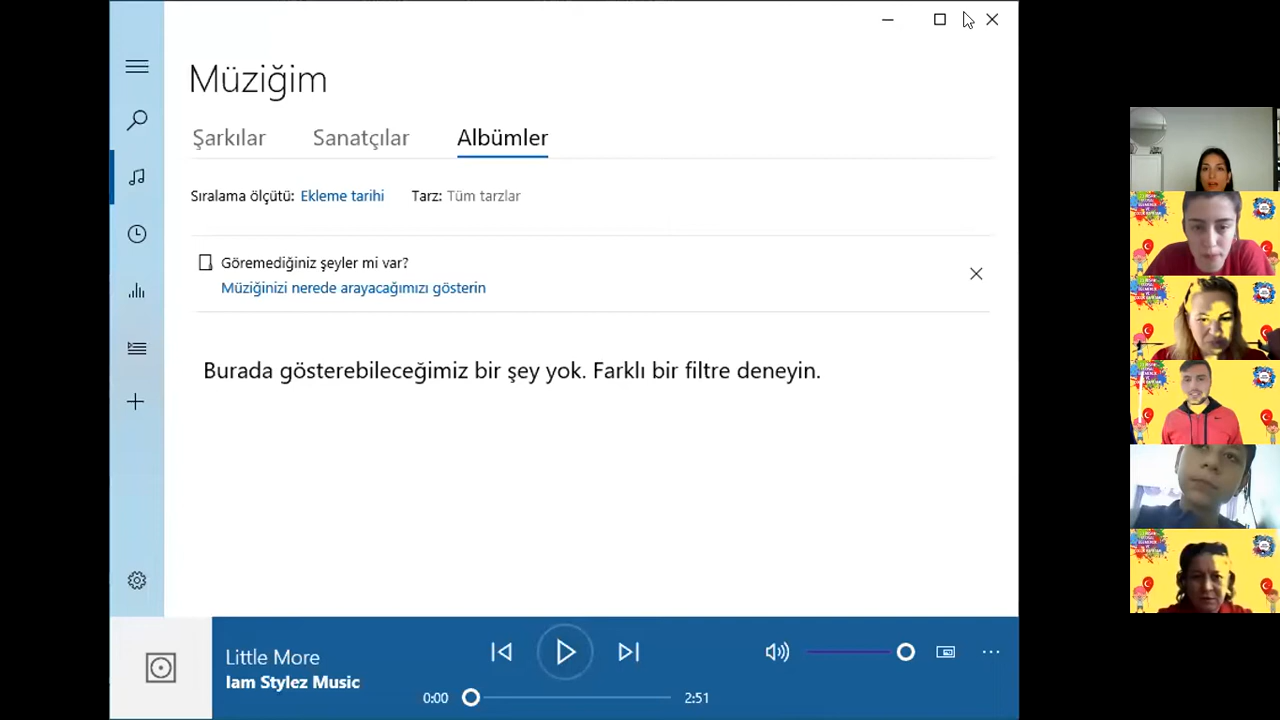 Müziğim
Şarkılar Sanatçılar Albümler
Sıralama ölçütü: Ekleme tarihi Tarz: Tüm tarzlar
Göremediğiniz şeyler mi var?
Müziğinizi nerede arayacağımızı gösterin
Burada gösterebileceğimiz bir şey yok. Farklı bir filtre deneyin.
Little More
Iam Stylez Music
0:00 2:51